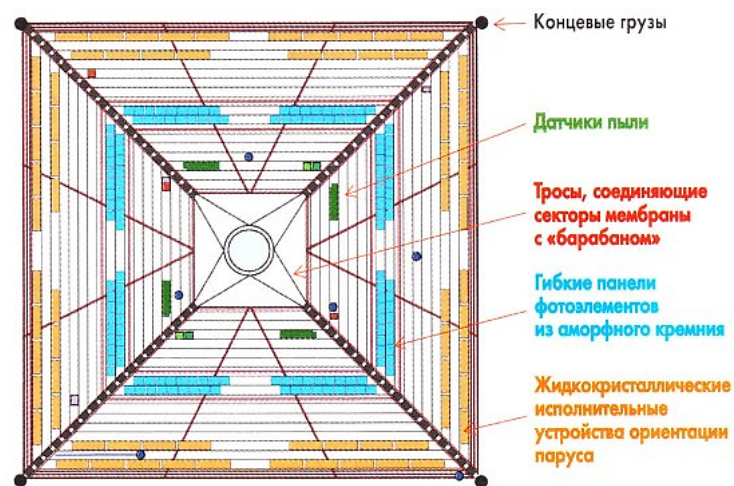 Концевые грузы
Датчики пыли
Тросы, соединяющие
секторы мембраны
с «барабаном»
Гибкие панели
фотоэлементов
из аморфного кремния
Жидкокристаллические
исполнительные
устройства ориентации
паруса